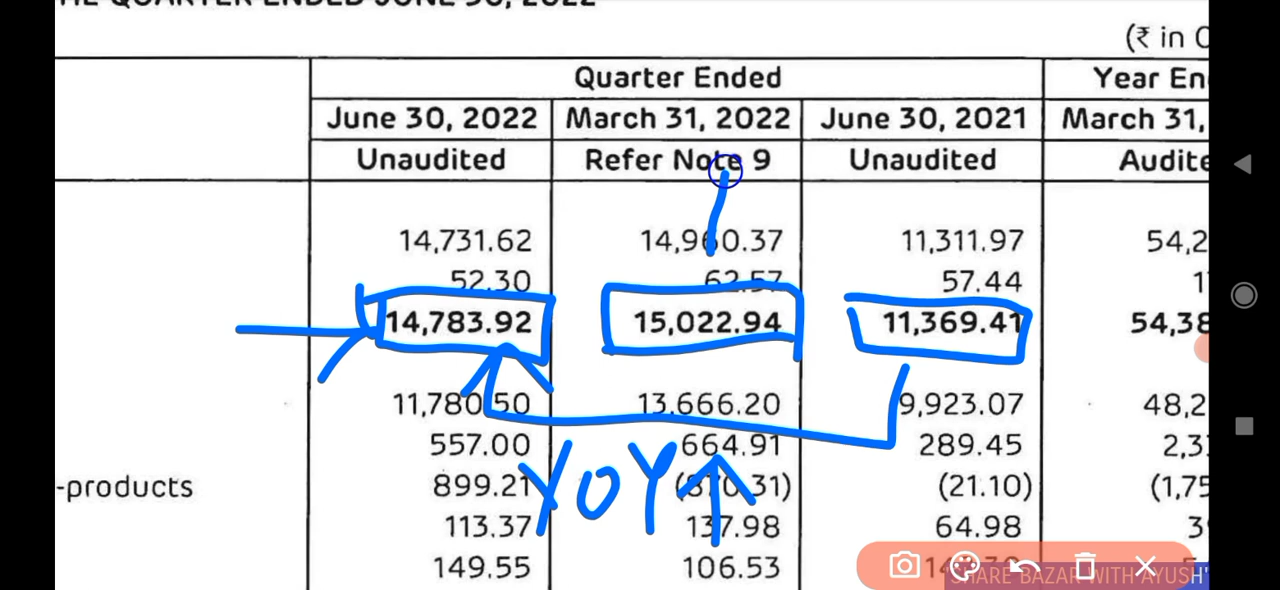 QUARTER ENDED JUNE 30, 2022
(₹ in
Quarter Ended Year En
June 30, 2022 March 31, 2022 June 30, 2021 March 31,
Unaudited Refer Note 9 Unaudited Audite
14,731.62 14,960.37 11,311.97 54,2
52.30 62.57 57.44 1
14,783.92 15,022.94 11,369.41 54,38
11,780.50 13,666.20 9,923.07 48,2
557.00 664.91 289.45 2,3
-products 899.21 (21.10) (1,75
YOY
113.37 137.98 64.98 3
149.55 106.53
SHARE BAZAR WITH AYUSH'